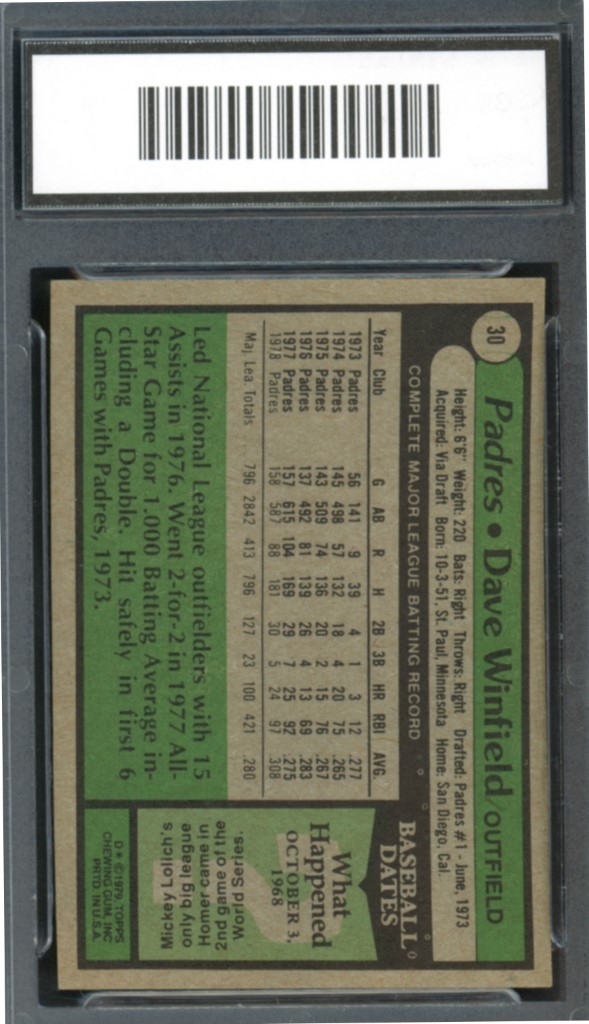 30
Padres • Dave Winfield/OUTFIELD
Height: 6'6" Weight: 220 Bats: Right Throws: Right Drafted: Padres #1 - June, 1973
Acquired: Via Draft Born: 10-3-51, St. Paul, Minnesota Home: San Diego, Cal.
COMPLETE MAJOR LEAGUE BATTING RECORD
Year Club G AB R H 2B 3B HR RBI AVG.
1973 Padres 56 141 9 39 4 1 3 12 .277
1974 Padres 145 498 57 132 18 4 20 75 .265
1975 Padres 143 509 74 136 20 2 15 76 .267
1976 Padres 137 492 81 139 26 4 13 69 .283
1977 Padres 157 615 104 169 29 7 25 92 .275
1978 Padres 158 587 88 181 30 5 24 97 .308
Maj. Lea. Totals 796 2842 413 796 127 23 100 421 .280
Led National League outfielders with 15
Assists in 1976. Went 2-for-2 in 1977 All-
Star Game for 1.000 Batting Average in-
cluding a Double. Hit safely in first 6
Games with Padres, 1973.
BASEBALL
DATES
What
Happened
OCTOBER 3,
1968
Mickey Lolich's
only big league
Homer came in
2nd game of the
World Series.
D* ©1979, TOPPS
CHEWING GUM, INC
PRTD. IN U.S.A.